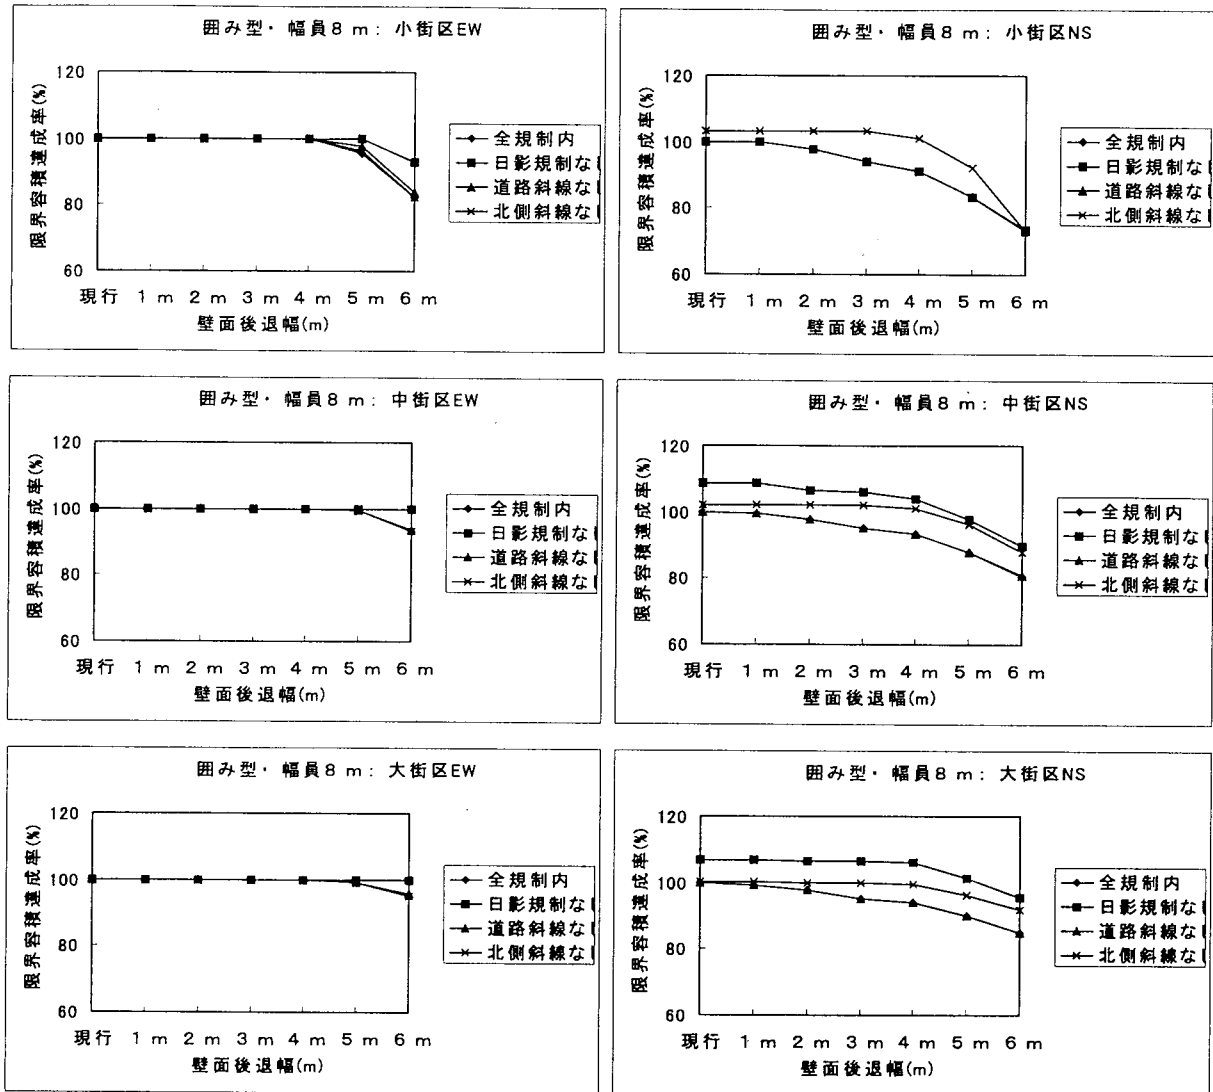 囲み型・幅員8m:小街区EW
限界容積達成率(%)
120
100
80
60
現行 1m 2m 3m 4m 5m 6m
壁面後退幅(m)
全規制内
日影規制な
道路斜線な
北側斜線な
囲み型・幅員8m:小街区NS
限界容積達成率(%)
120
100
80
60
現行 1m 2m 3m 4m 5m 6m
壁面後退幅(m)
全規制内
日影規制な
道路斜線な
北側斜線な
囲み型・幅員8m:中街区EW
限界容積達成率(%)
120
100
80
60
現行 1m 2m 3m 4m 5m 6m
壁面後退幅(m)
全規制内
日影規制な
道路斜線な
北側斜線な
囲み型・幅員8m:中街区NS
限界容積達成率(%)
120
100
80
60
現行 1m 2m 3m 4m 5m 6m
壁面後退幅(m)
全規制内
日影規制な
道路斜線な
北側斜線な
囲み型・幅員8m:大街区EW
限界容積達成率(%)
120
100
80
60
現行 1m 2m 3m 4m 5m 6m
壁面後退幅(m)
全規制内
日影規制な
道路斜線な
北側斜線な
囲み型・幅員8m:大街区NS
限界容積達成率(%)
120
100
80
60
現行 1m 2m 3m 4m 5m 6m
壁面後退幅(m)
全規制内
日影規制な
道路斜線な
北側斜線な